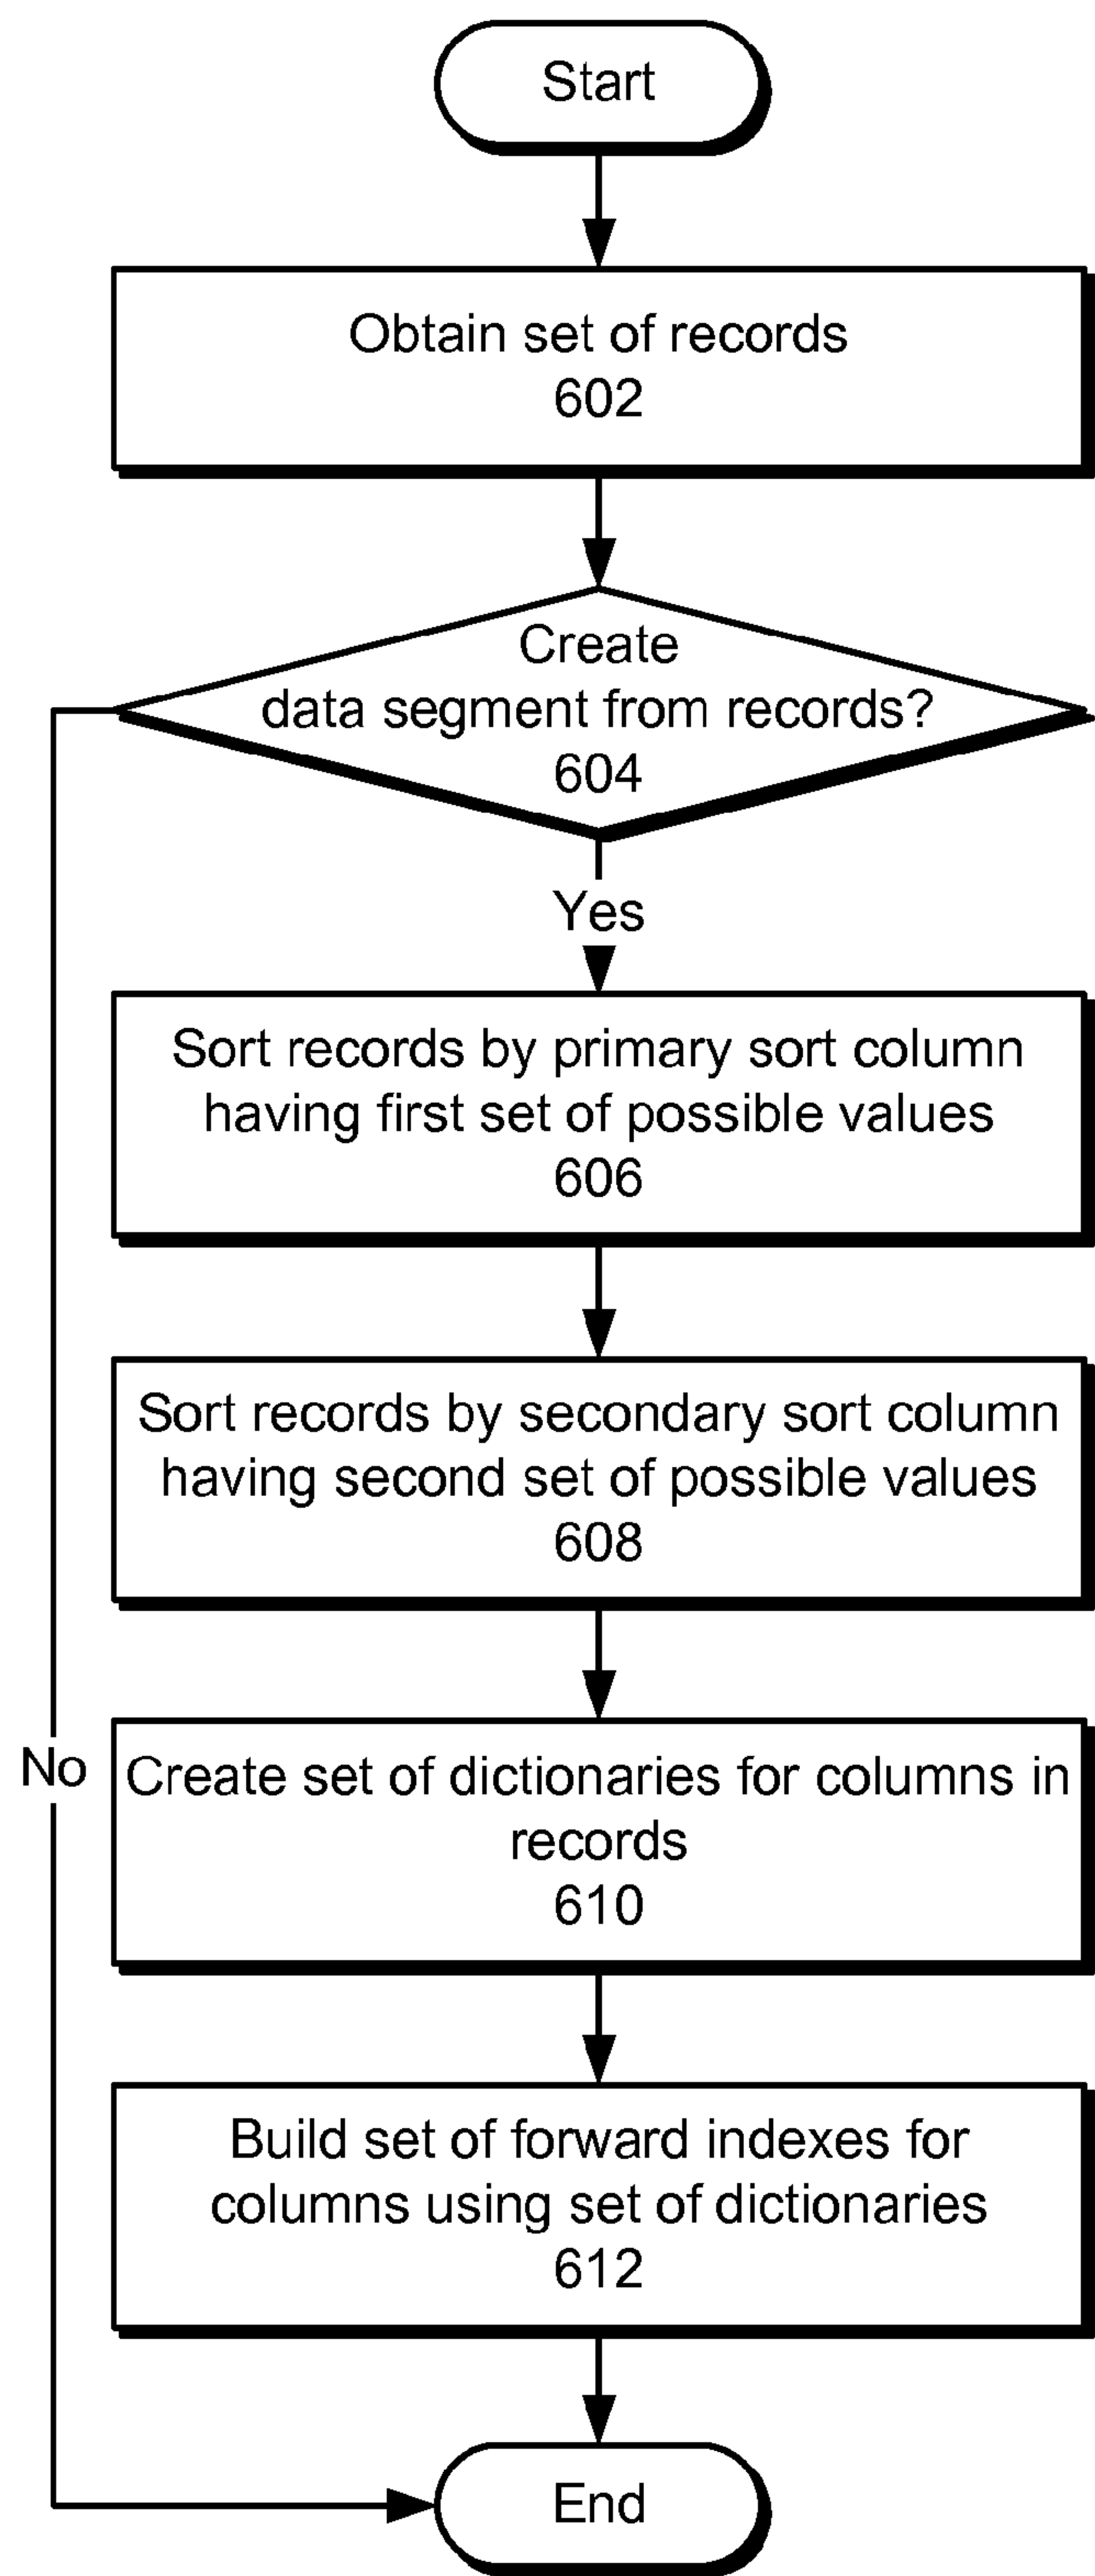 Start
Obtain set of records
602
Create
data segment from records?
604
Yes
Sort records by primary sort column
having first set of possible values
606
Sort records by secondary sort column
having second set of possible values
608
No
Create set of dictionaries for columns in
records
610
Build set of forward indexes for
columns using set of dictionaries
612
End